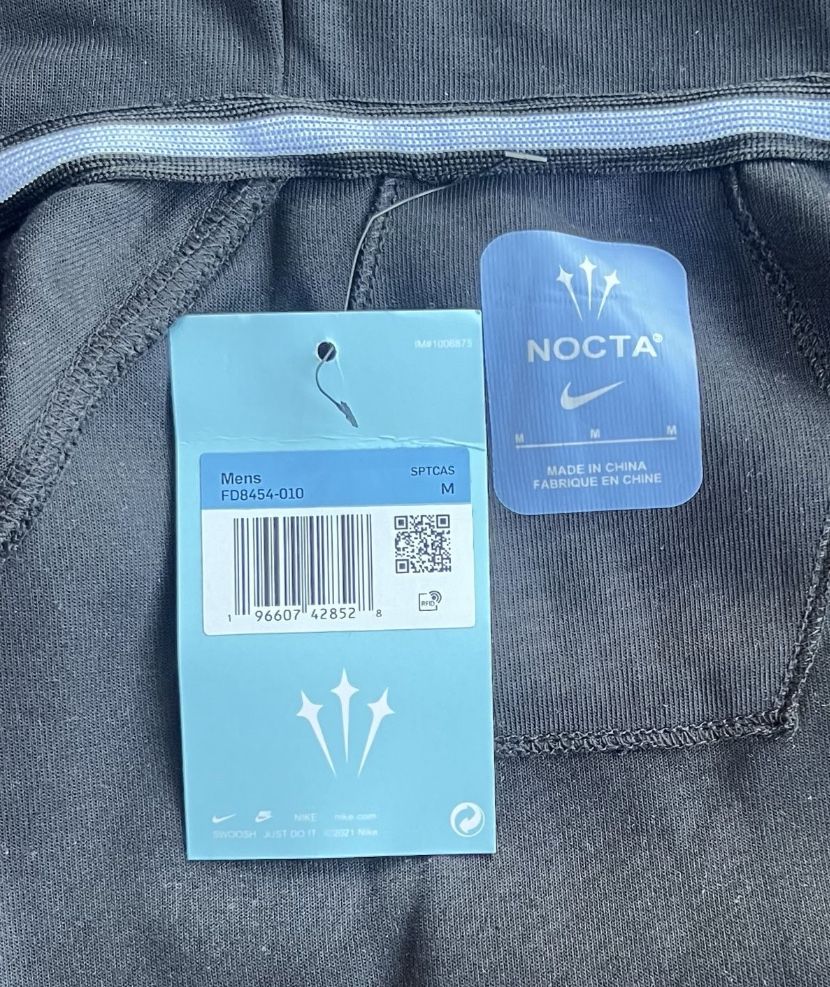 IM#1006875
Mens
FD8454-010
SPTCAS
M
1 96607 42852 8
RFID
NIKE nike.com
SWOOSH JUST DO IT ©2021 Nike
NOCTA®
M M M
MADE IN CHINA
FABRIQUE EN CHINE